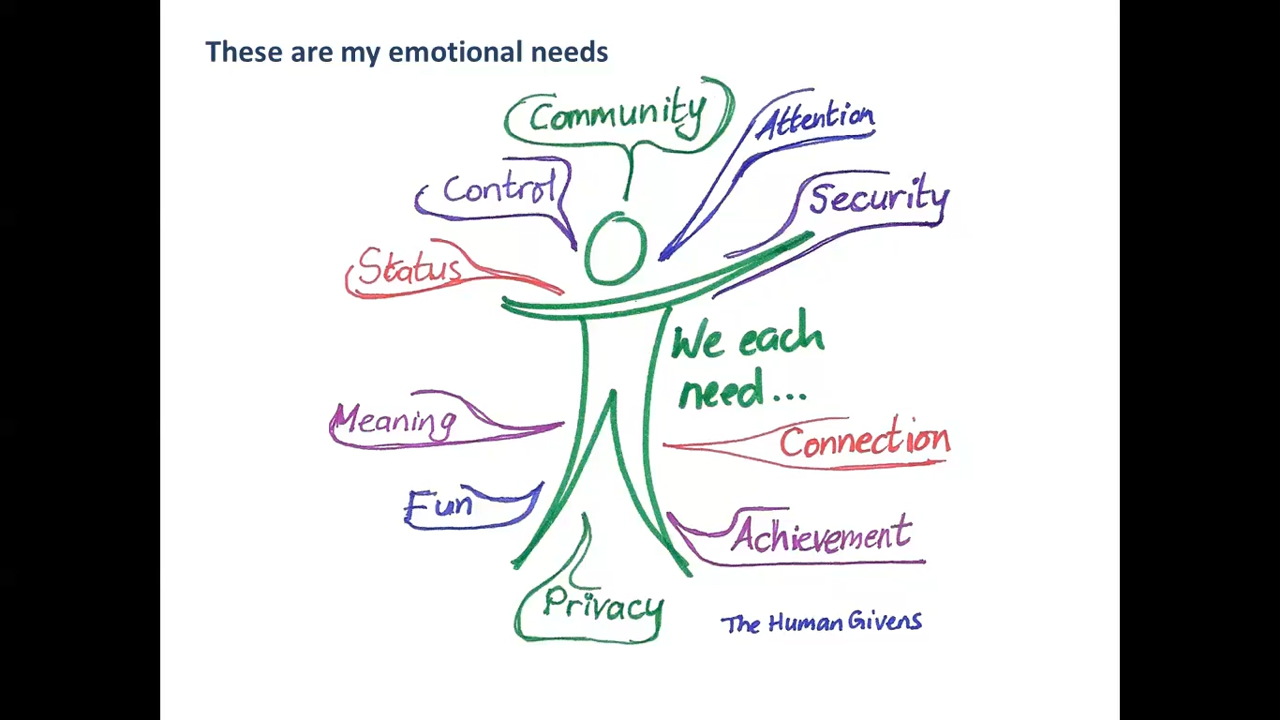 These are my emotional needs
Community
Attention
Control
Security
Status
We each
need...
Meaning
Connection
Fun
Achievement
Privacy
The Human Givens